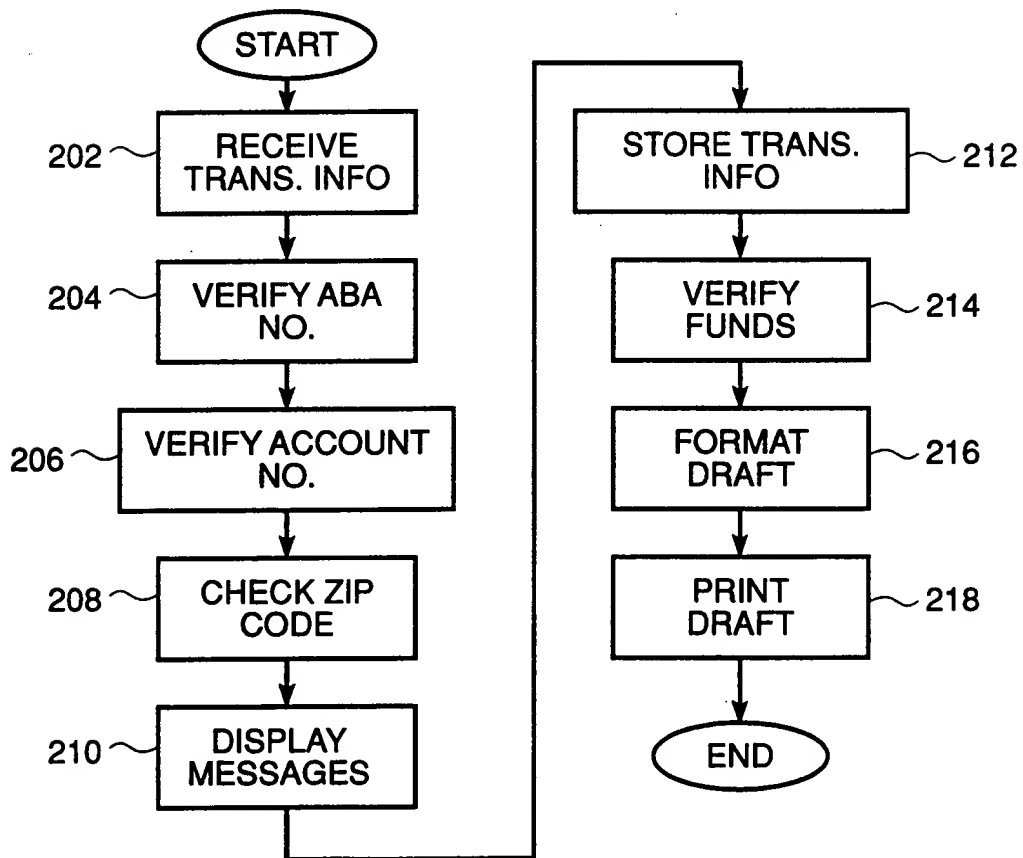 START
202
RECEIVE
TRANS. INFO
204
VERIFY ABA
NO.
206
VERIFY ACCOUNT
NO.
208
CHECK ZIP
CODE
210
DISPLAY
MESSAGES
STORE TRANS.
INFO
212
VERIFY
FUNDS
214
FORMAT
DRAFT
216
PRINT
DRAFT
218
END